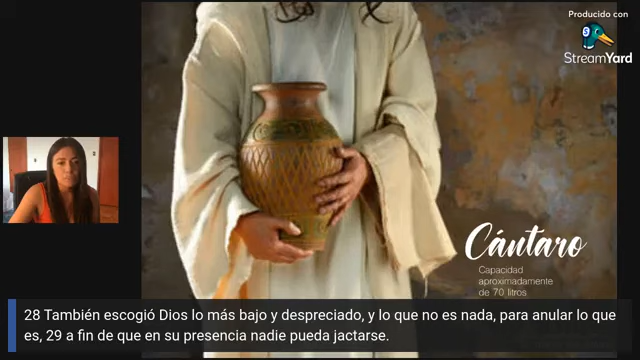 Producido con
StreamYard
Cántaro
Capacidad
aproximadamente
de 70 litros
28 También escogió Dios lo más bajo y despreciado, y lo que no es nada, para anular lo que
es, 29 a fin de que en su presencia nadie pueda jactarse.